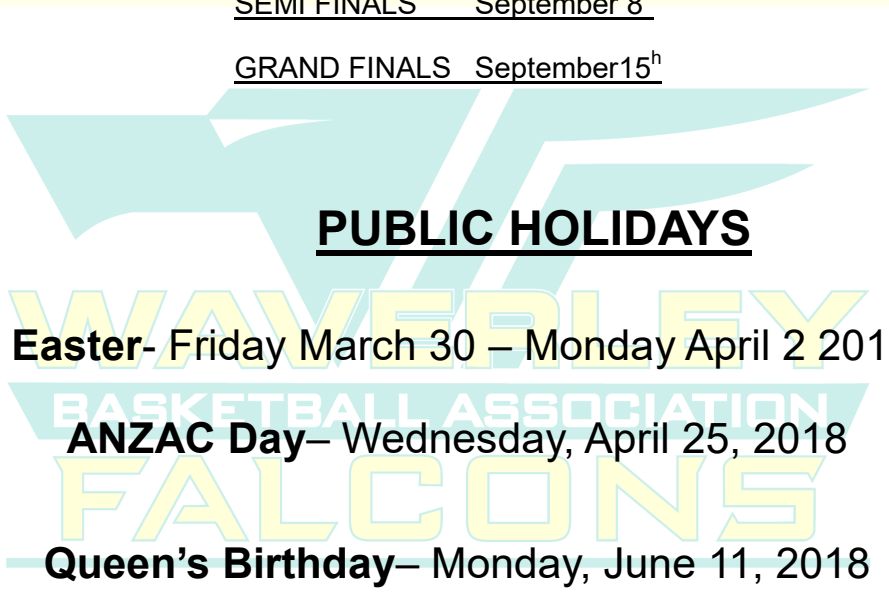 SEMI FINALS September 8
GRAND FINALS September15h
PUBLIC HOLIDAYS
WAVERLEY
Easter- Friday March 30 – Monday April 2 201
BASKETBALL ASSOCIATION
ANZAC Day– Wednesday, April 25, 2018
FALCONS
Queen's Birthday– Monday, June 11, 2018